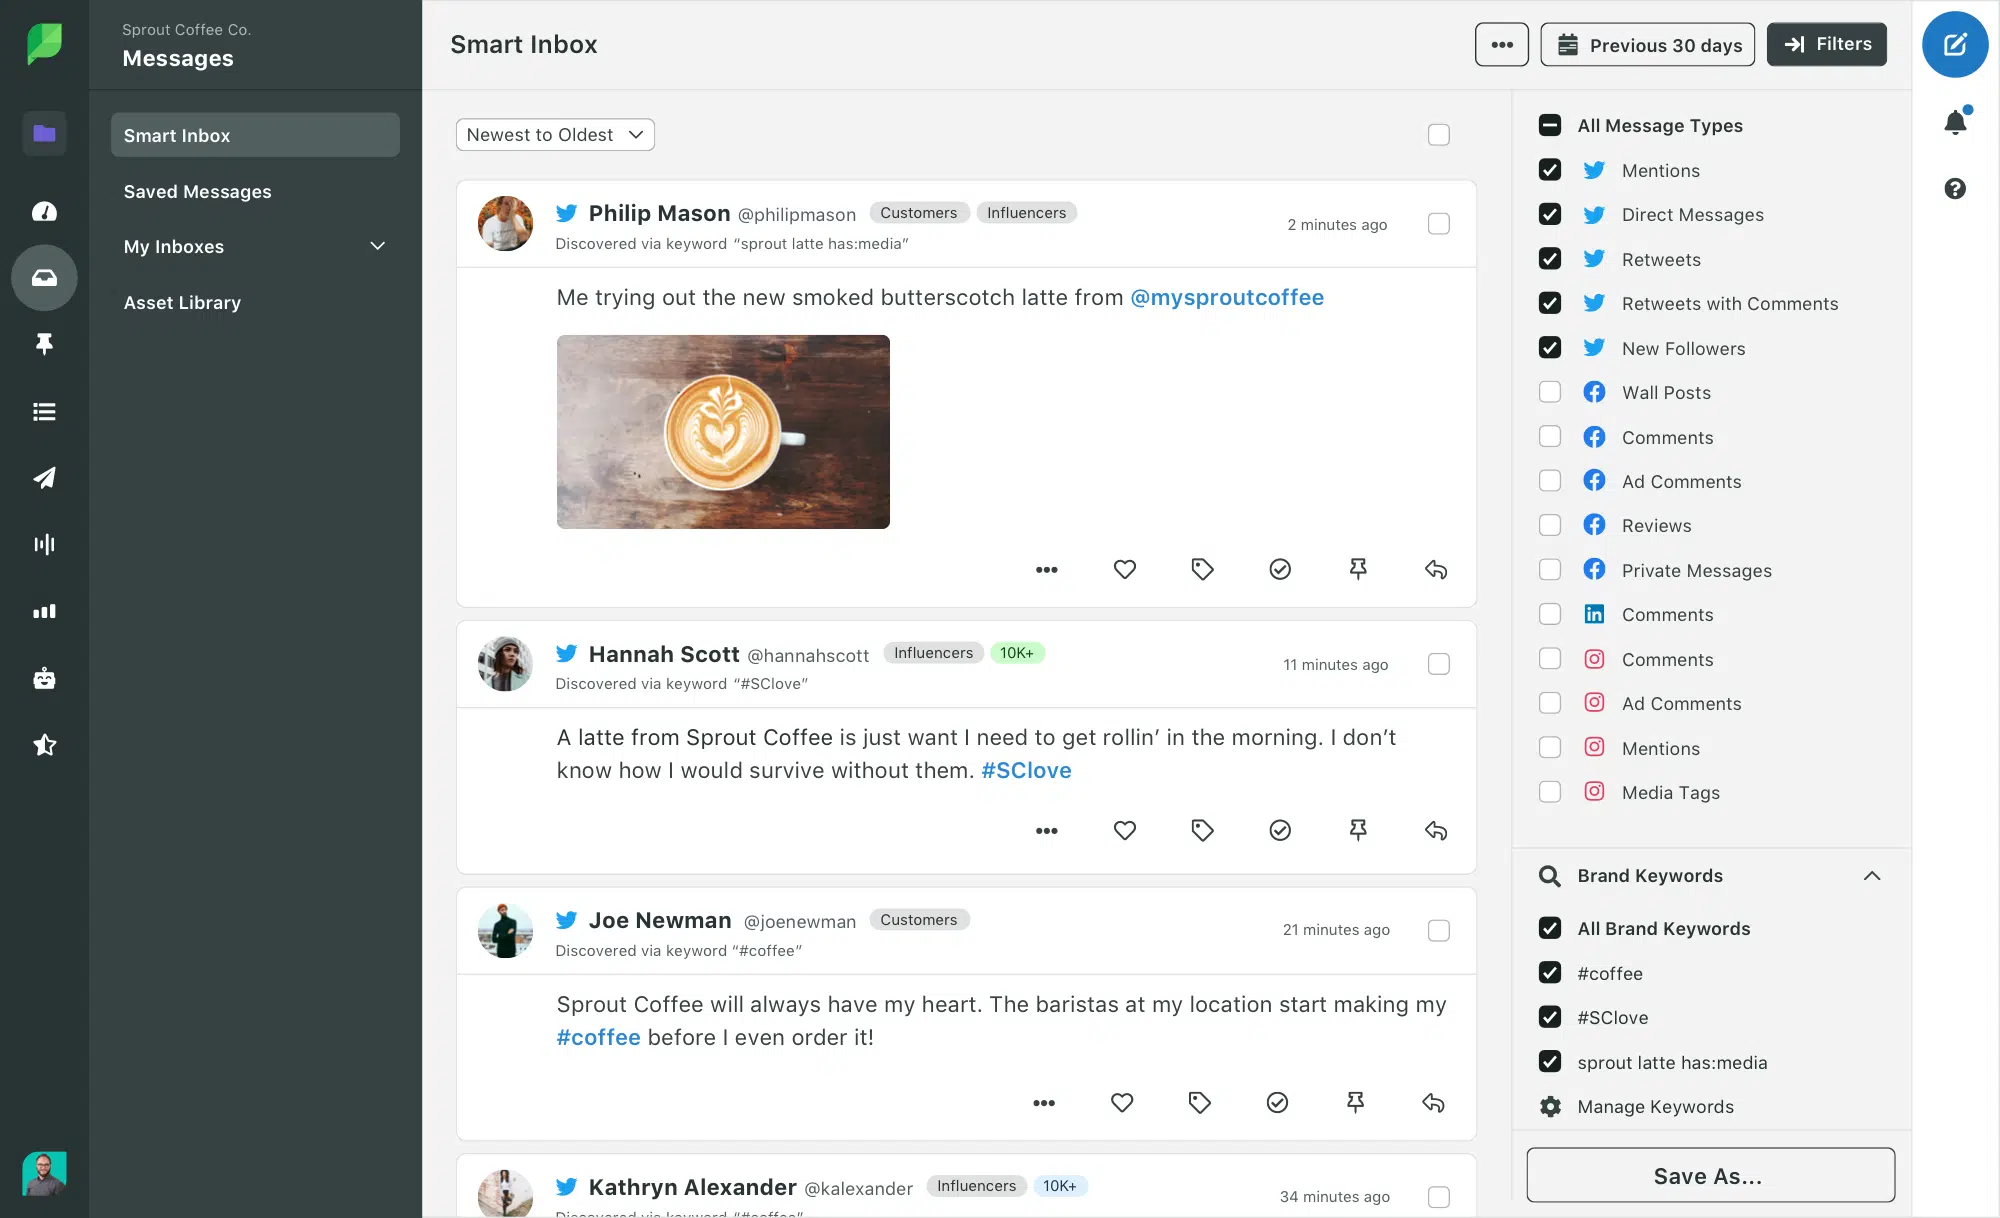 Sprout Coffee Co.
Messages
Smart Inbox
Saved Messages
My Inboxes
Asset Library
Smart Inbox
Previous 30 days
Filters
Newest to Oldest
Philip Mason @philipmason Customers Influencers
2 minutes ago
Discovered via keyword “sprout latte has:media”
Me trying out the new smoked butterscotch latte from @mysproutcoffee
Hannah Scott @hannahscott Influencers 10K+
11 minutes ago
Discovered via keyword “#SClove”
A latte from Sprout Coffee is just want I need to get rollin’ in the morning. I don’t
know how I would survive without them. #SClove
Joe Newman @joenewman Customers
21 minutes ago
Discovered via keyword “#coffee”
Sprout Coffee will always have my heart. The baristas at my location start making my
#coffee before I even order it!
Kathryn Alexander @kalexander Influencers 10K+
34 minutes ago
Discovered via keyword “#coffee”
All Message Types
Mentions
Direct Messages
Retweets
Retweets with Comments
New Followers
Wall Posts
Comments
Ad Comments
Reviews
Private Messages
Comments
Comments
Ad Comments
Mentions
Media Tags
Brand Keywords
All Brand Keywords
#coffee
#SClove
sprout latte has:media
Manage Keywords
Save As...